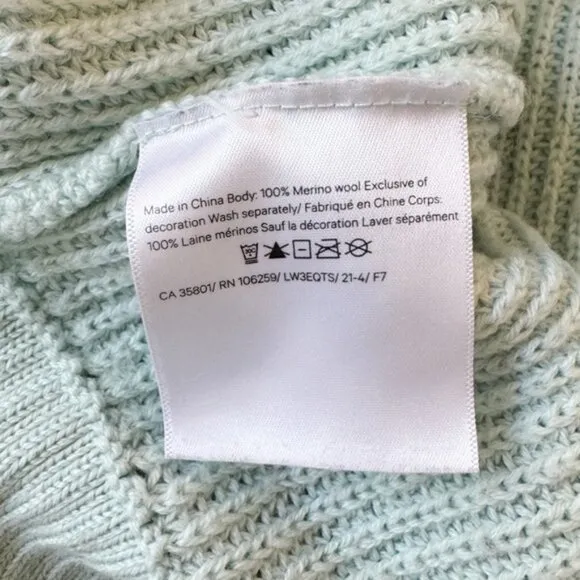 Made in China Body: 100% Merino wool Exclusive of
decoration Wash separately/ Fabriqué en Chine Corps:
100% Laine mérinos Sauf la décoration Laver séparément
CA 35801/ RN 106259/ LW3EQTS/ 21-4/ F7